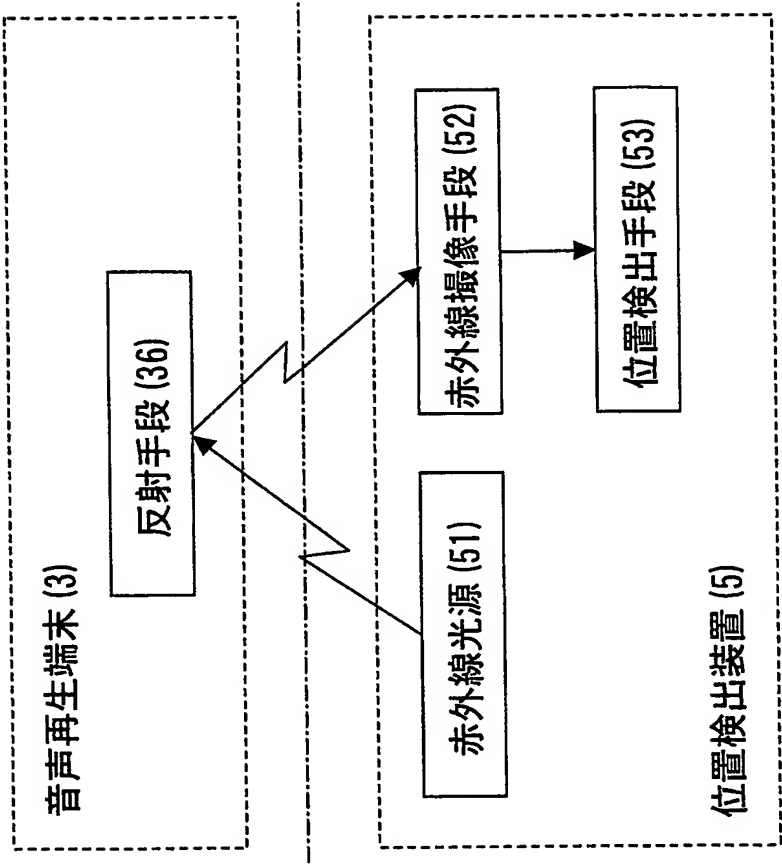 音声再生端末(3)
反射手段(36)
赤外線光源(51)
赤外線撮像手段(52)
位置検出手段(53)
位置検出装置(5)